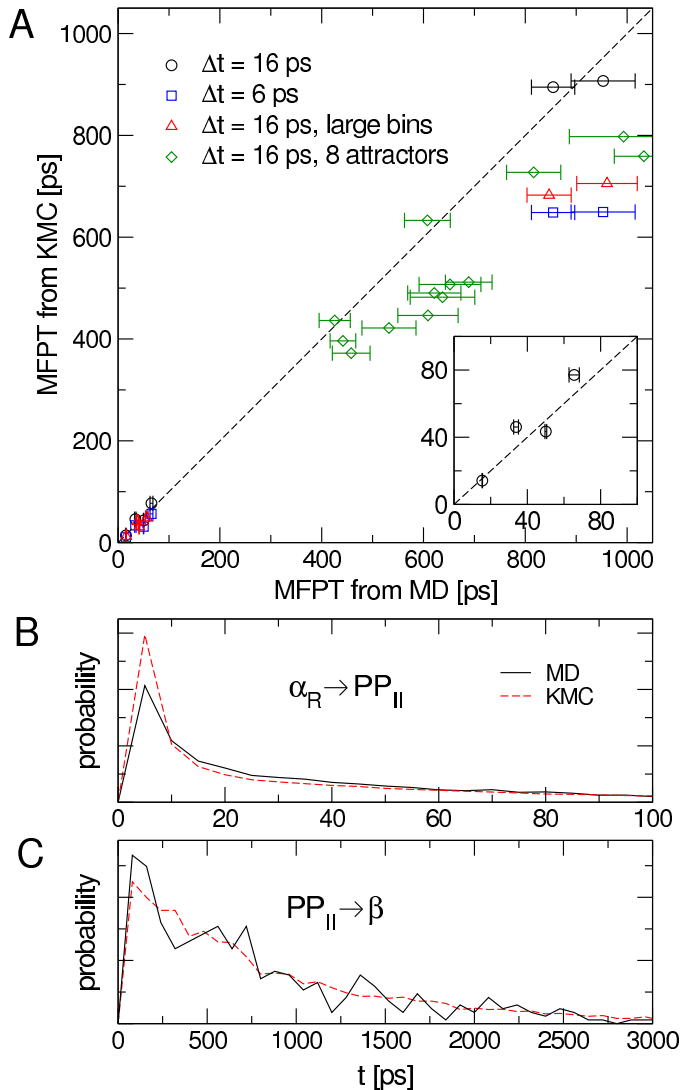 A
1000
800
600
400
200
0
MFPT from KMC [ps]
Δt = 16 ps
Δt = 6 ps
Δt = 16 ps, large bins
Δt = 16 ps, 8 attractors
80
40
0
0 40 80
0 200 400 600 800 1000
MFPT from MD [ps]
B
probability
α_R→PP_II
MD
KMC
0 20 40 60 80 100
C
probability
PP_II→β
0 500 1000 1500 2000 2500 3000
t [ps]